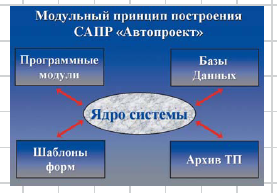 Модульный принцип построения
САПР «Автопроект»
Программные
модули
Базы
Данных
Ядро системы
Шаблоны
форм
Архив ТП